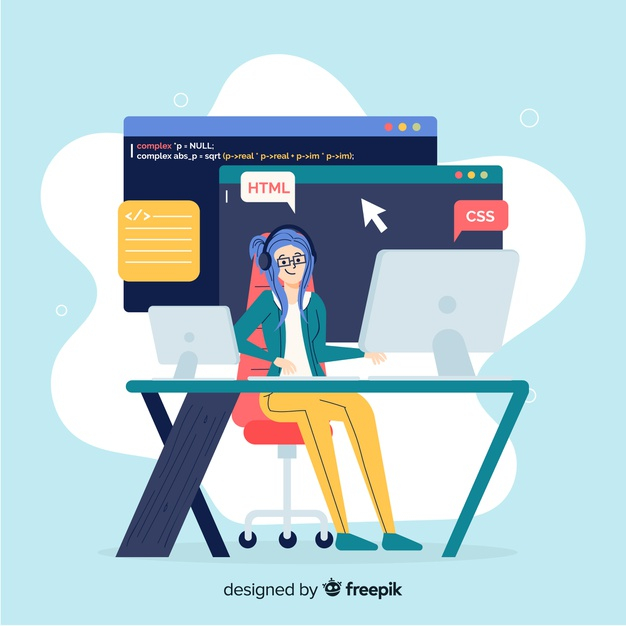 complex *p = NULL;
complex abs_p = sqrt (p->real * p->real + p->im * p->im);
HTML
CSS
</>
designed by freepik